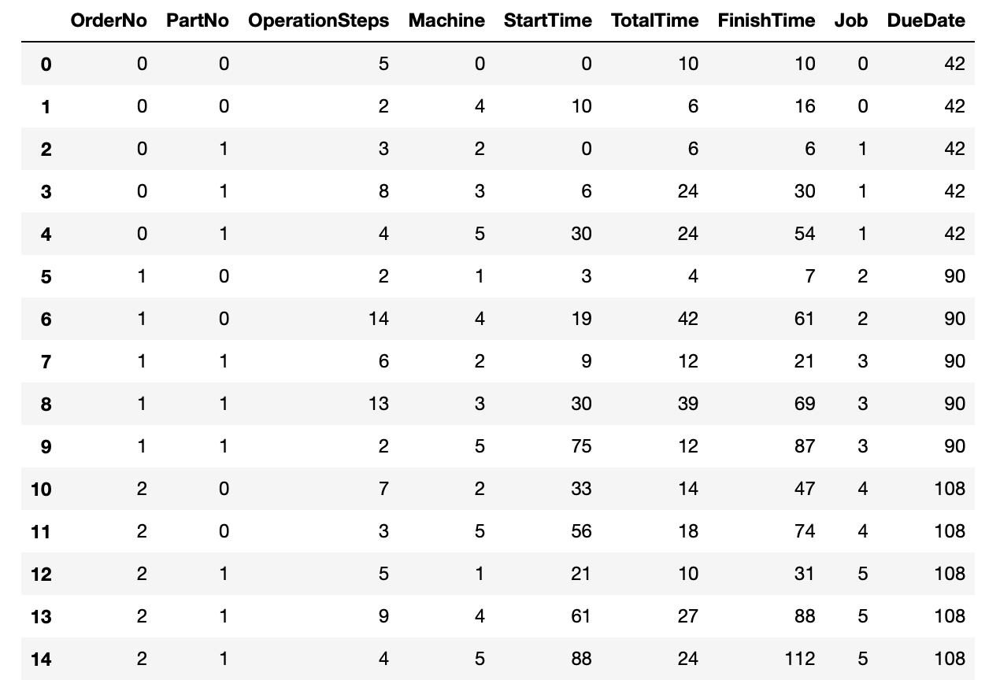 OrderNo PartNo OperationSteps Machine StartTime TotalTime FinishTime Job DueDate
0 0 0 5 0 0 10 10 0 42
1 0 0 2 4 10 6 16 0 42
2 0 1 3 2 0 6 6 1 42
3 0 1 8 3 6 24 30 1 42
4 0 1 4 5 30 24 54 1 42
5 1 0 2 1 3 4 7 2 90
6 1 0 14 4 19 42 61 2 90
7 1 1 6 2 9 12 21 3 90
8 1 1 13 3 30 39 69 3 90
9 1 1 2 5 75 12 87 3 90
10 2 0 7 2 33 14 47 4 108
11 2 0 3 5 56 18 74 4 108
12 2 1 5 1 21 10 31 5 108
13 2 1 9 4 61 27 88 5 108
14 2 1 4 5 88 24 112 5 108